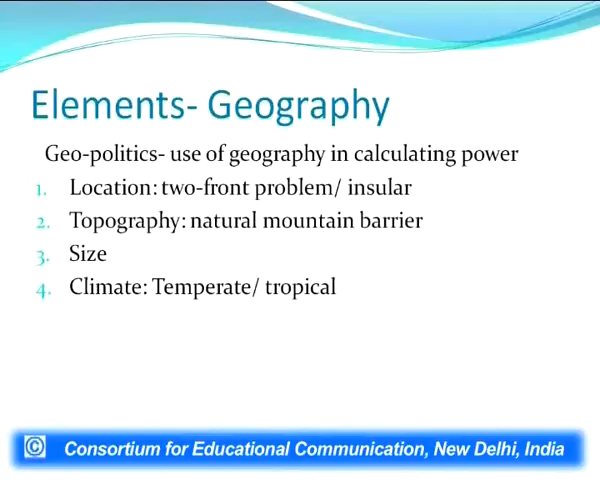 Elements- Geography
Geo-politics- use of geography in calculating power
1. Location: two-front problem/ insular
2. Topography: natural mountain barrier
3. Size
4. Climate: Temperate/ tropical
© Consortium for Educational Communication, New Delhi, India